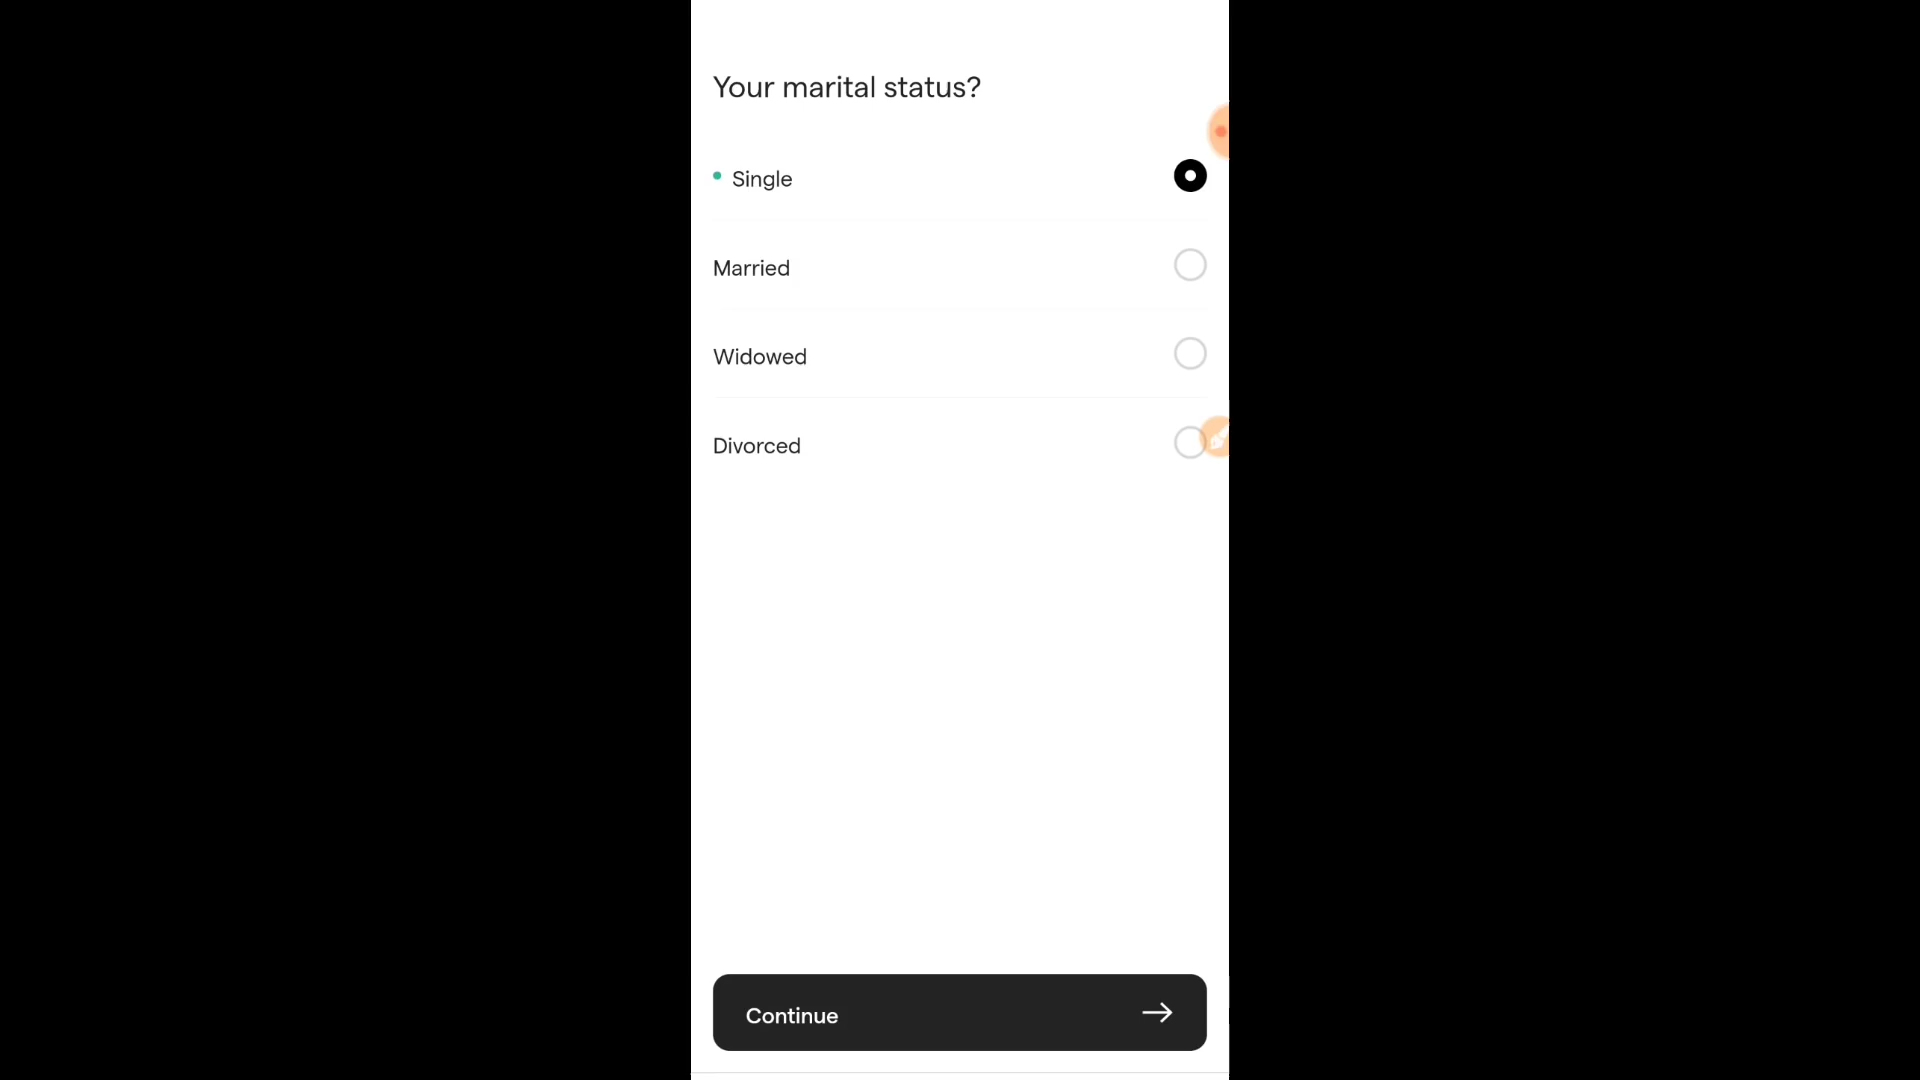 Your marital status?
Single
Married
Widowed
Divorced
Continue